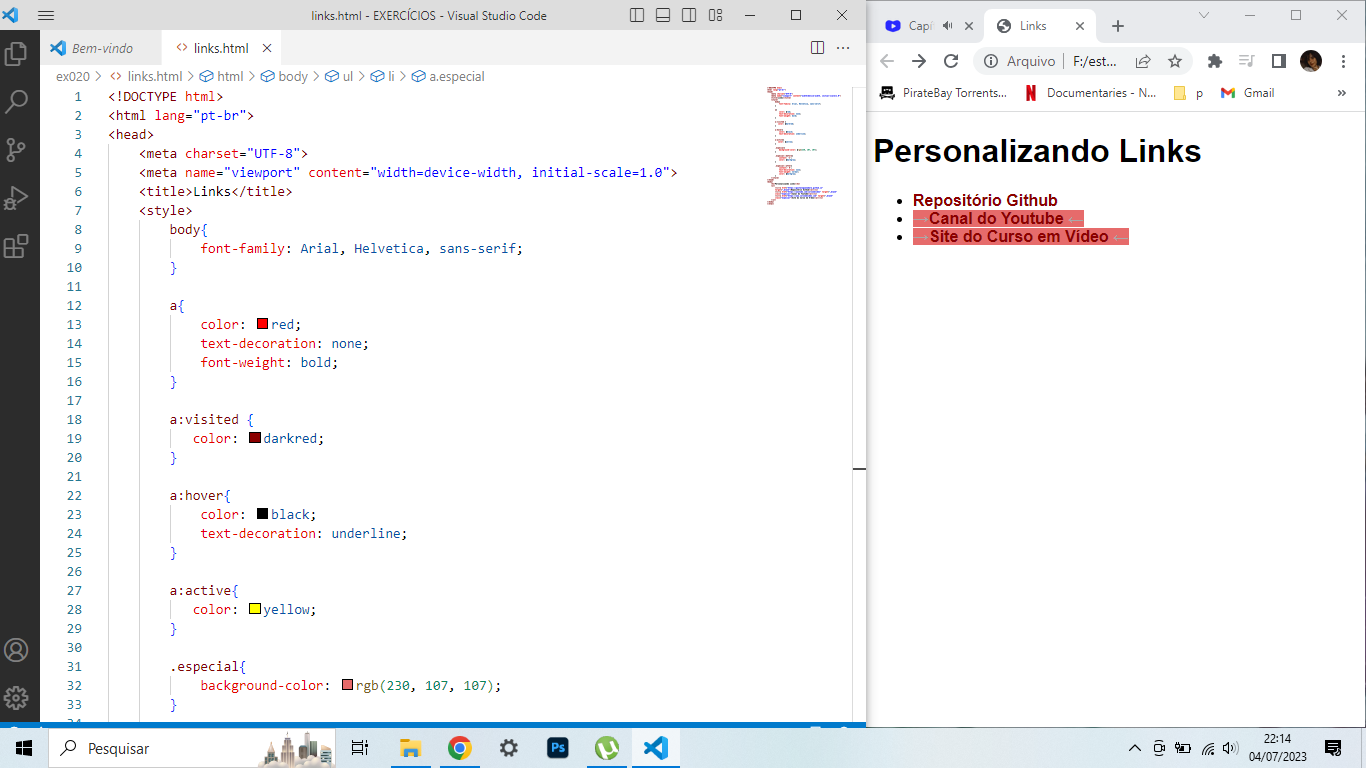 links.html - EXERCÍCIOS - Visual Studio Code
Bem-vindo
links.html
ex020 > links.html > html > body > ul > li > a.especial
1 <!DOCTYPE html>
2 <html lang="pt-br">
3 <head>
4 <meta charset="UTF-8">
5 <meta name="viewport" content="width=device-width, initial-scale=1.0">
6 <title>Links</title>
7 <style>
8 body{
9 font-family: Arial, Helvetica, sans-serif;
10 }
11
12 a{
13 color: red;
14 text-decoration: none;
15 font-weight: bold;
16 }
17
18 a:visited {
19 color: darkred;
20 }
21
22 a:hover{
23 color: black;
24 text-decoration: underline;
25 }
26
27 a:active{
28 color: yellow;
29 }
30
31 .especial{
32 background-color: rgb(230, 107, 107);
33 }
Capí
Links
Arquivo | F:/est...
PirateBay Torrents...
Documentaries - N...
p
Gmail
»
Personalizando Links
• Repositório Github
• →Canal do Youtube ←
• →Site do Curso em Vídeo ←
Pesquisar
Ps
22:14
04/07/2023